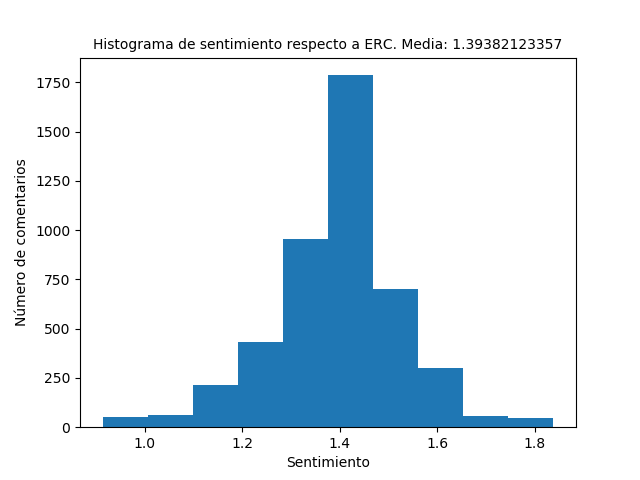 Histograma de sentimiento respecto a ERC. Media: 1.39382123357
1750
1500
1250
1000
750
500
250
0
Número de comentarios
1.0 1.2 1.4 1.6 1.8
Sentimiento